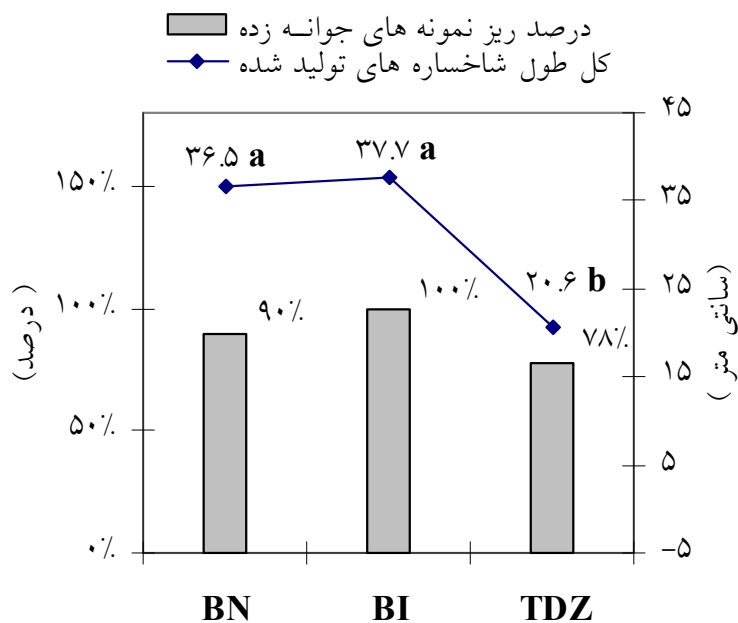 درصد ریز نمونه های جوانـه زده
کل طول شاخساره های تولید شده
۳۶.۵ a
۳۷.۷ a
۲۰.۶ b
۹۰٪
۱۰۰٪
۷۸٪
۱۵۰٪
۱۰۰٪
۵۰٪
۰٪
(درصد)
۴۵
۳۵
۲۵
۱۵
۵
-۵
(سانتی متر)
BN BI TDZ